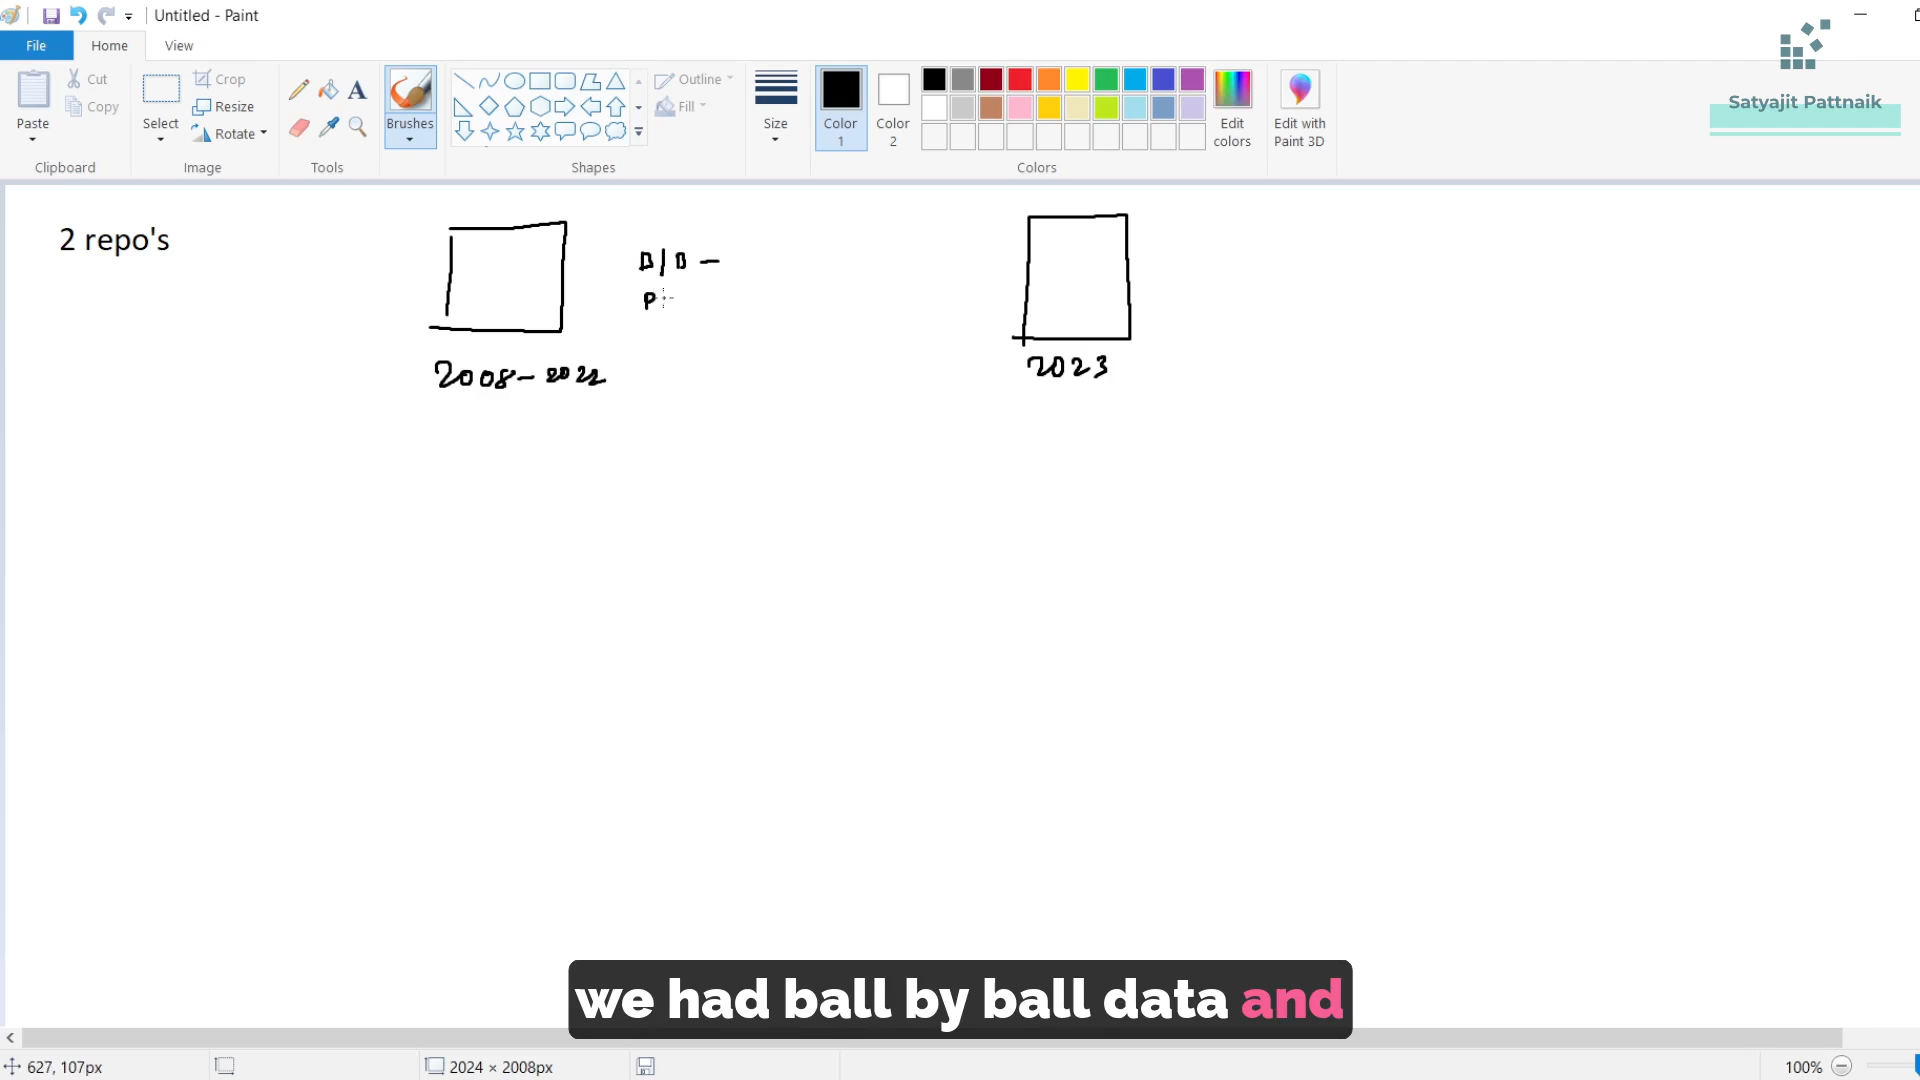 Untitled - Paint
File
Home
View
Paste
Cut
Copy
Clipboard
Select
Crop
Resize
Rotate
Image
Tools
Brushes
Shapes
Outline
Fill
Size
Color 1
Color 2
Edit colors
Edit with Paint 3D
Colors
Satyajit Pattnaik
2 repo's
B/B -
P
2008-2022
2023
we had ball by ball data and
627, 107px
2024 × 2008px
100%